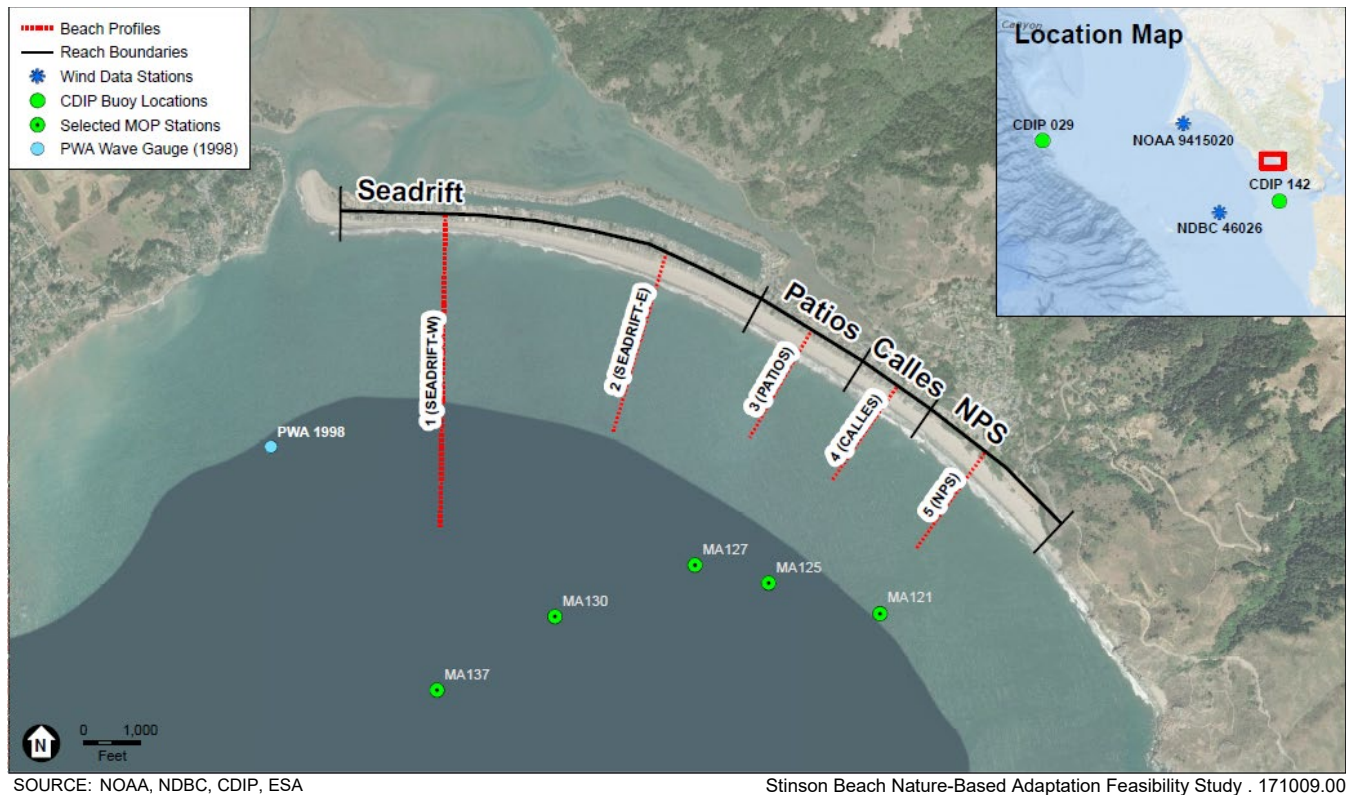 Beach Profiles
Reach Boundaries
Wind Data Stations
CDIP Buoy Locations
Selected MOP Stations
PWA Wave Gauge (1998)
Canyon
Location Map
CDIP 029
NOAA 9415020
CDIP 142
NDBC 46026
Seadrift
Patios
Calles
NPS
1 (SEADRIFT-W)
2 (SEADRIFT-E)
3 (PATIOS)
4 (CALLES)
5 (NPS)
PWA 1998
MA127
MA125
MA130
MA121
MA137
N
0 1,000
Feet
SOURCE: NOAA, NDBC, CDIP, ESA
Stinson Beach Nature-Based Adaptation Feasibility Study . 171009.00